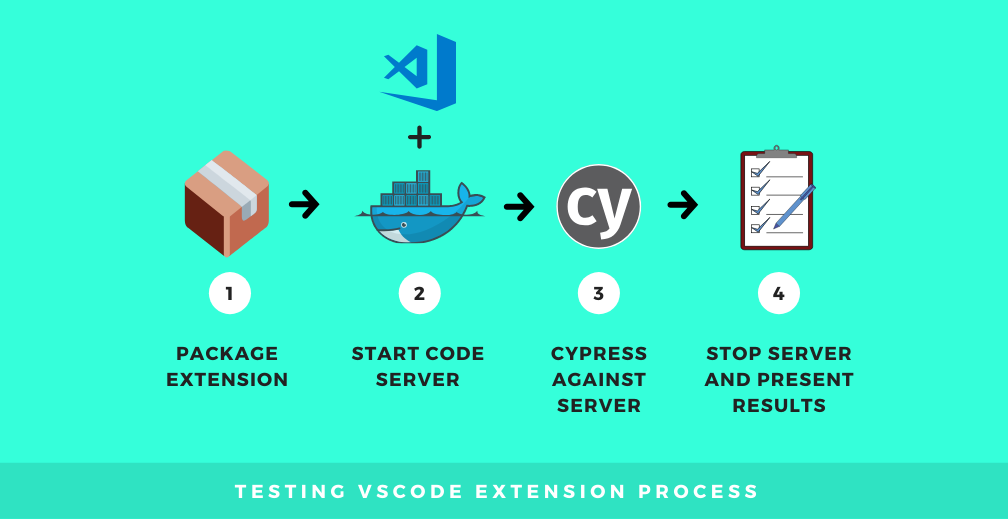 cy
1
PACKAGE
EXTENSION
2
START CODE
SERVER
3
CYPRESS
AGAINST
SERVER
4
STOP SERVER
AND PRESENT
RESULTS
TESTING VSCODE EXTENSION PROCESS